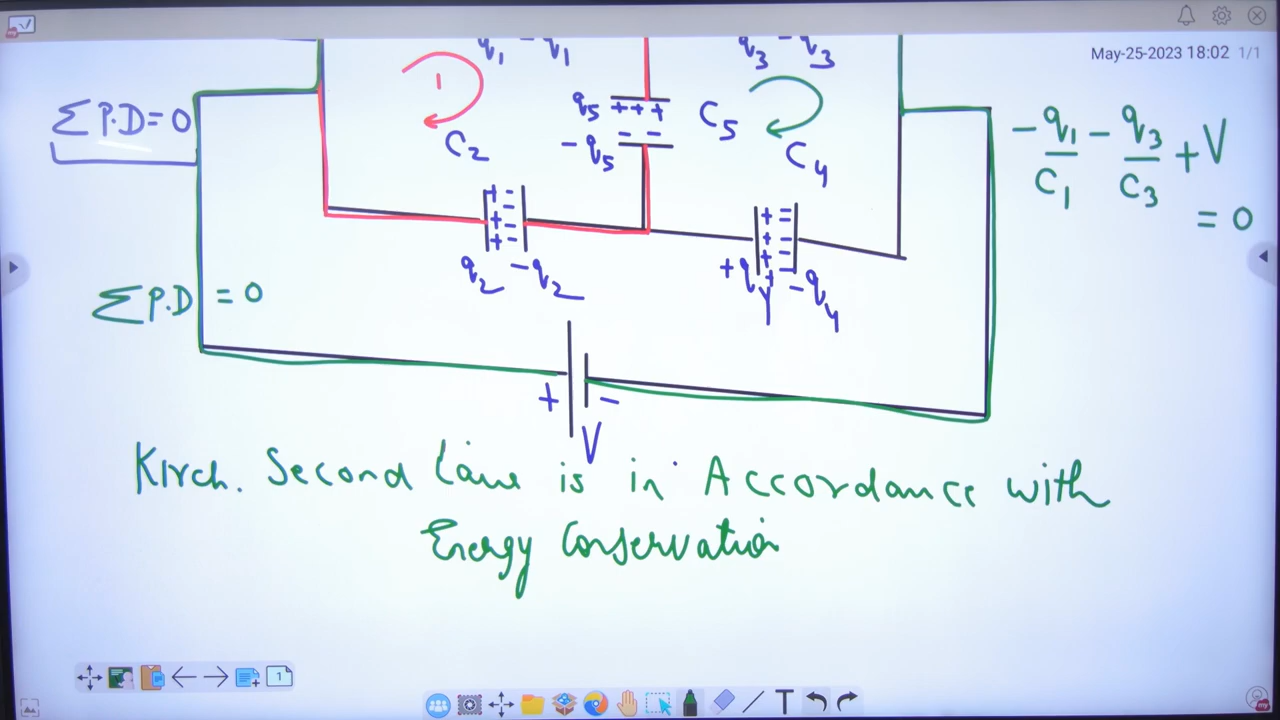 May-25-2023 18:02 1/1
q₁ -q₁
q₃ -q₃
1
ΣP.D=0
q₅ +++
C₅
-- 
-q₅
C₂
C₄
-q₁/C₁ - q₃/C₃ +V
= 0
+ -
+ -
+ -
+ =
+ =
+ =
+ -
q₂ -q₂
+q₄ -q₄
ΣP.D = 0
+ -
V
Kirch. Second Law is in Accordance with
Energy Conservation
1
T